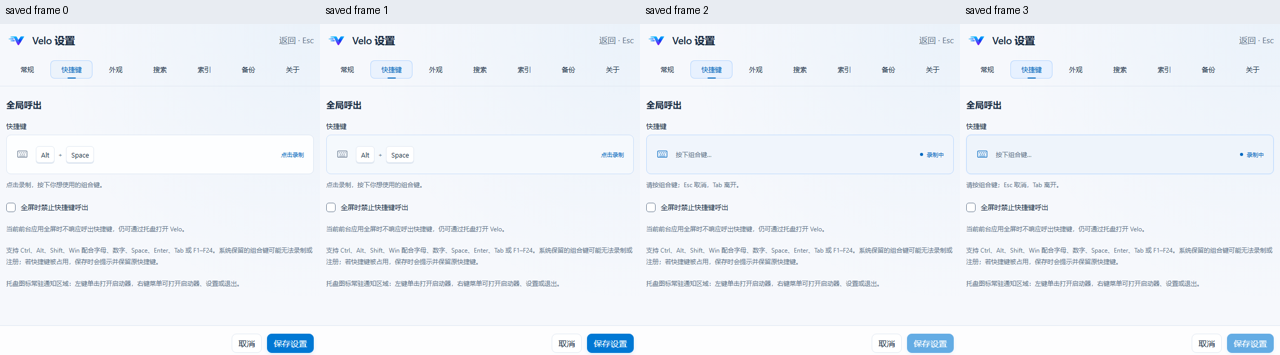 saved frame 0
Velo 设置
返回 · Esc
常规 快捷键 外观 搜索 索引 备份 关于
全局呼出
快捷键
Alt + Space 点击录制
点击录制，按下你想使用的组合键。
全屏时禁止快捷键呼出
当前前台应用全屏时不响应呼出快捷键，仍可通过托盘打开 Velo。
支持 Ctrl、Alt、Shift、Win 配合字母、数字、Space、Enter、Tab 或 F1–F24。系统保留的组合键可能无法录制或
注册；若快捷键被占用，保存时会提示并保留原快捷键。
托盘图标常驻通知区域：左键单击打开启动器，右键菜单可打开启动器、设置或退出。
取消 保存设置
saved frame 1
Velo 设置
返回 · Esc
常规 快捷键 外观 搜索 索引 备份 关于
全局呼出
快捷键
Alt + Space 点击录制
点击录制，按下你想使用的组合键。
全屏时禁止快捷键呼出
当前前台应用全屏时不响应呼出快捷键，仍可通过托盘打开 Velo。
支持 Ctrl、Alt、Shift、Win 配合字母、数字、Space、Enter、Tab 或 F1–F24。系统保留的组合键可能无法录制或
注册；若快捷键被占用，保存时会提示并保留原快捷键。
托盘图标常驻通知区域：左键单击打开启动器，右键菜单可打开启动器、设置或退出。
取消 保存设置
saved frame 2
Velo 设置
返回 · Esc
常规 快捷键 外观 搜索 索引 备份 关于
全局呼出
快捷键
按下组合键... 录制中
请按组合键；Esc 取消，Tab 离开。
全屏时禁止快捷键呼出
当前前台应用全屏时不响应呼出快捷键，仍可通过托盘打开 Velo。
支持 Ctrl、Alt、Shift、Win 配合字母、数字、Space、Enter、Tab 或 F1–F24。系统保留的组合键可能无法录制或
注册；若快捷键被占用，保存时会提示并保留原快捷键。
托盘图标常驻通知区域：左键单击打开启动器，右键菜单可打开启动器、设置或退出。
取消 保存设置
saved frame 3
Velo 设置
返回 · Esc
常规 快捷键 外观 搜索 索引 备份 关于
全局呼出
快捷键
按下组合键... 录制中
请按组合键；Esc 取消，Tab 离开。
全屏时禁止快捷键呼出
当前前台应用全屏时不响应呼出快捷键，仍可通过托盘打开 Velo。
支持 Ctrl、Alt、Shift、Win 配合字母、数字、Space、Enter、Tab 或 F1–F24。系统保留的组合键可能无法录制或
注册；若快捷键被占用，保存时会提示并保留原快捷键。
托盘图标常驻通知区域：左键单击打开启动器，右键菜单可打开启动器、设置或退出。
取消 保存设置